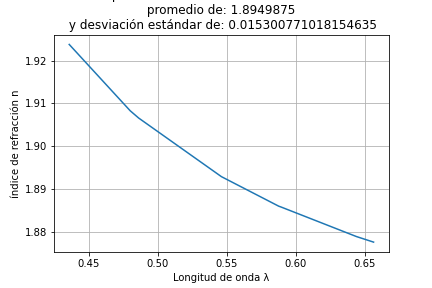 promedio de: 1.8949875
y desviación estándar de: 0.015300771018154635
1.92
1.91
1.90
1.89
1.88
índice de refracción n
0.45 0.50 0.55 0.60 0.65
Longitud de onda λ